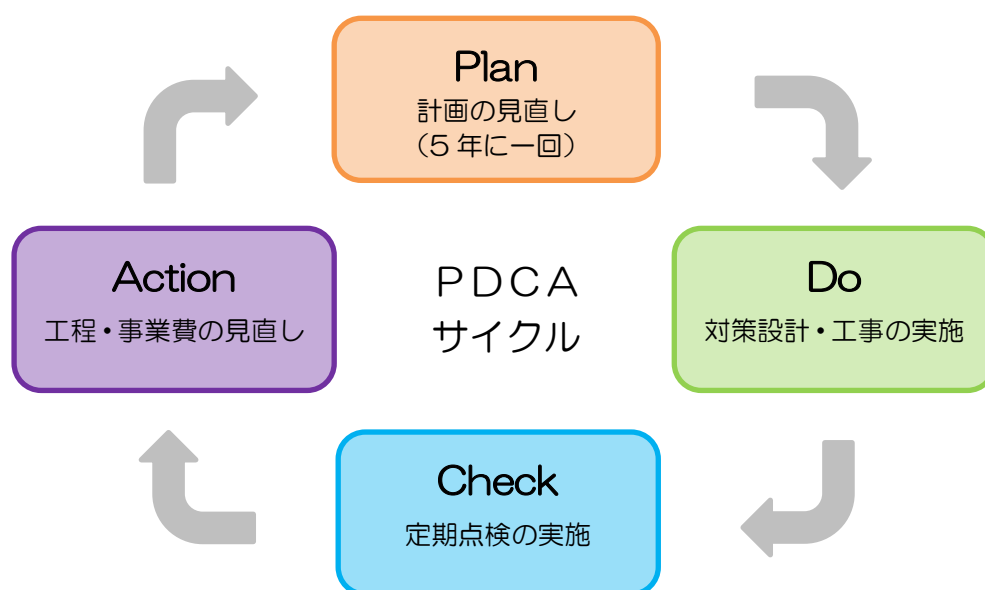 Plan
計画の見直し
(5年に一回)
Action
工程・事業費の見直し
PDCA
サイクル
Do
対策設計・工事の実施
Check
定期点検の実施